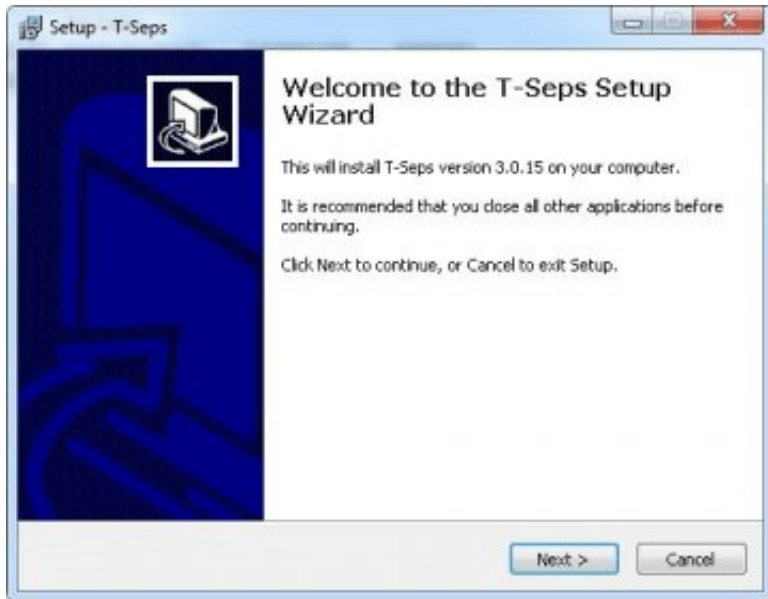 Setup - T-Seps
Welcome to the T-Seps Setup
Wizard
This will install T-Seps version 3.0.15 on your computer.
It is recommended that you close all other applications before
continuing.
Click Next to continue, or Cancel to exit Setup.
Next >
Cancel